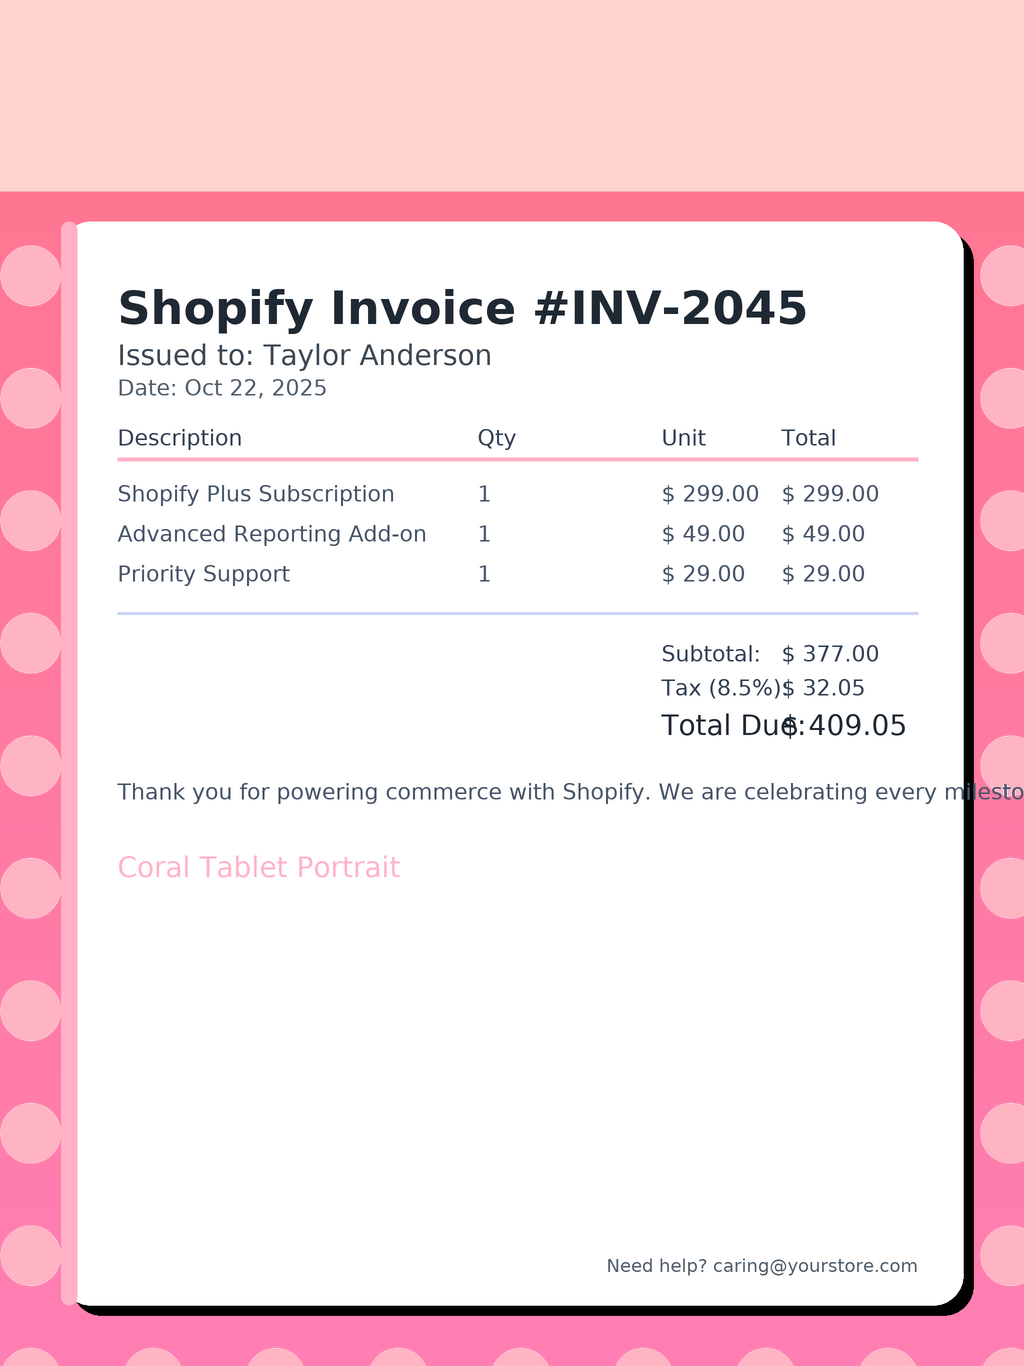 Shopify Invoice #INV-2045
Issued to: Taylor Anderson
Date: Oct 22, 2025
Description Qty Unit Total
Shopify Plus Subscription 1 $ 299.00 $ 299.00
Advanced Reporting Add-on 1 $ 49.00 $ 49.00
Priority Support 1 $ 29.00 $ 29.00
Subtotal: $ 377.00
Tax (8.5%) $ 32.05
Total Due: $ 409.05
Thank you for powering commerce with Shopify. We are celebrating every
Coral Tablet Portrait
Need help? caring@yourstore.com